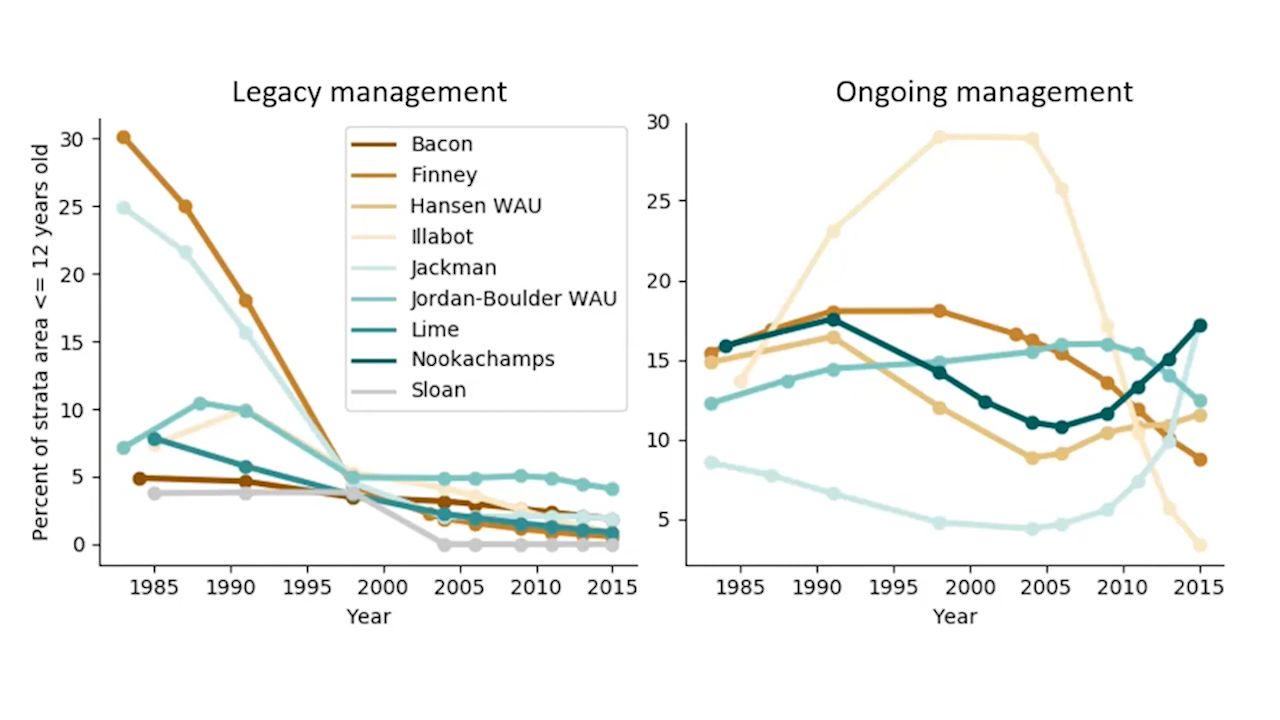 Legacy management
Percent of strata area <= 12 years old
30
25
20
15
10
5
0
Bacon
Finney
Hansen WAU
Illabot
Jackman
Jordan-Boulder WAU
Lime
Nookachamps
Sloan
1985 1990 1995 2000 2005 2010 2015
Year
Ongoing management
30
25
20
15
10
5
1985 1990 1995 2000 2005 2010 2015
Year